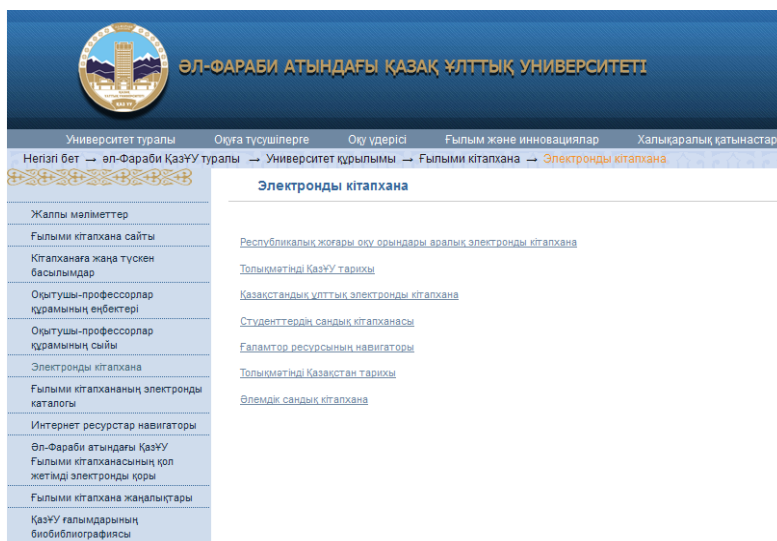 ӘЛ-ФАРАБИ АТЫНДАҒЫ ҚАЗАҚ ҰЛТТЫҚ УНИВЕРСИТЕТІ
ҚАЗ ҰУ
Университет туралы Оқуға түсушілерге Оқу үдерісі Ғылым және инновациялар Халықаралық қатынастар
Негізгі бет → әл-Фараби ҚазҰУ туралы → Университет құрылымы → Ғылыми кітапхана → Электронды кітапхана
Электронды кітапхана
Жалпы мәліметтер
Ғылыми кітапхана сайты
Кітапханаға жаңа түскен
басылымдар
Оқытушы-профессорлар
құрамының еңбектері
Оқытушы-профессорлар
құрамының сыйы
Электронды кітапхана
Ғылыми кітапхананың электронды
каталогы
Интернет ресурстар навигаторы
Әл-Фараби атындағы ҚазҰУ
Ғылыми кітапханасының қол
жетімді электронды қоры
Ғылыми кітапхана жаңалықтары
ҚазҰУ ғалымдарының
биобиблиографиясы
Республикалық жоғары оқу орындары аралық электронды кітапхана
Толықмәтінді ҚазҰУ тарихы
Қазақстандық ұлттық электронды кітапхана
Студенттердің сандық кітапханасы
Ғаламтор ресурсының навигаторы
Толықмәтінді Қазақстан тарихы
Әлемдік сандық кітапхана